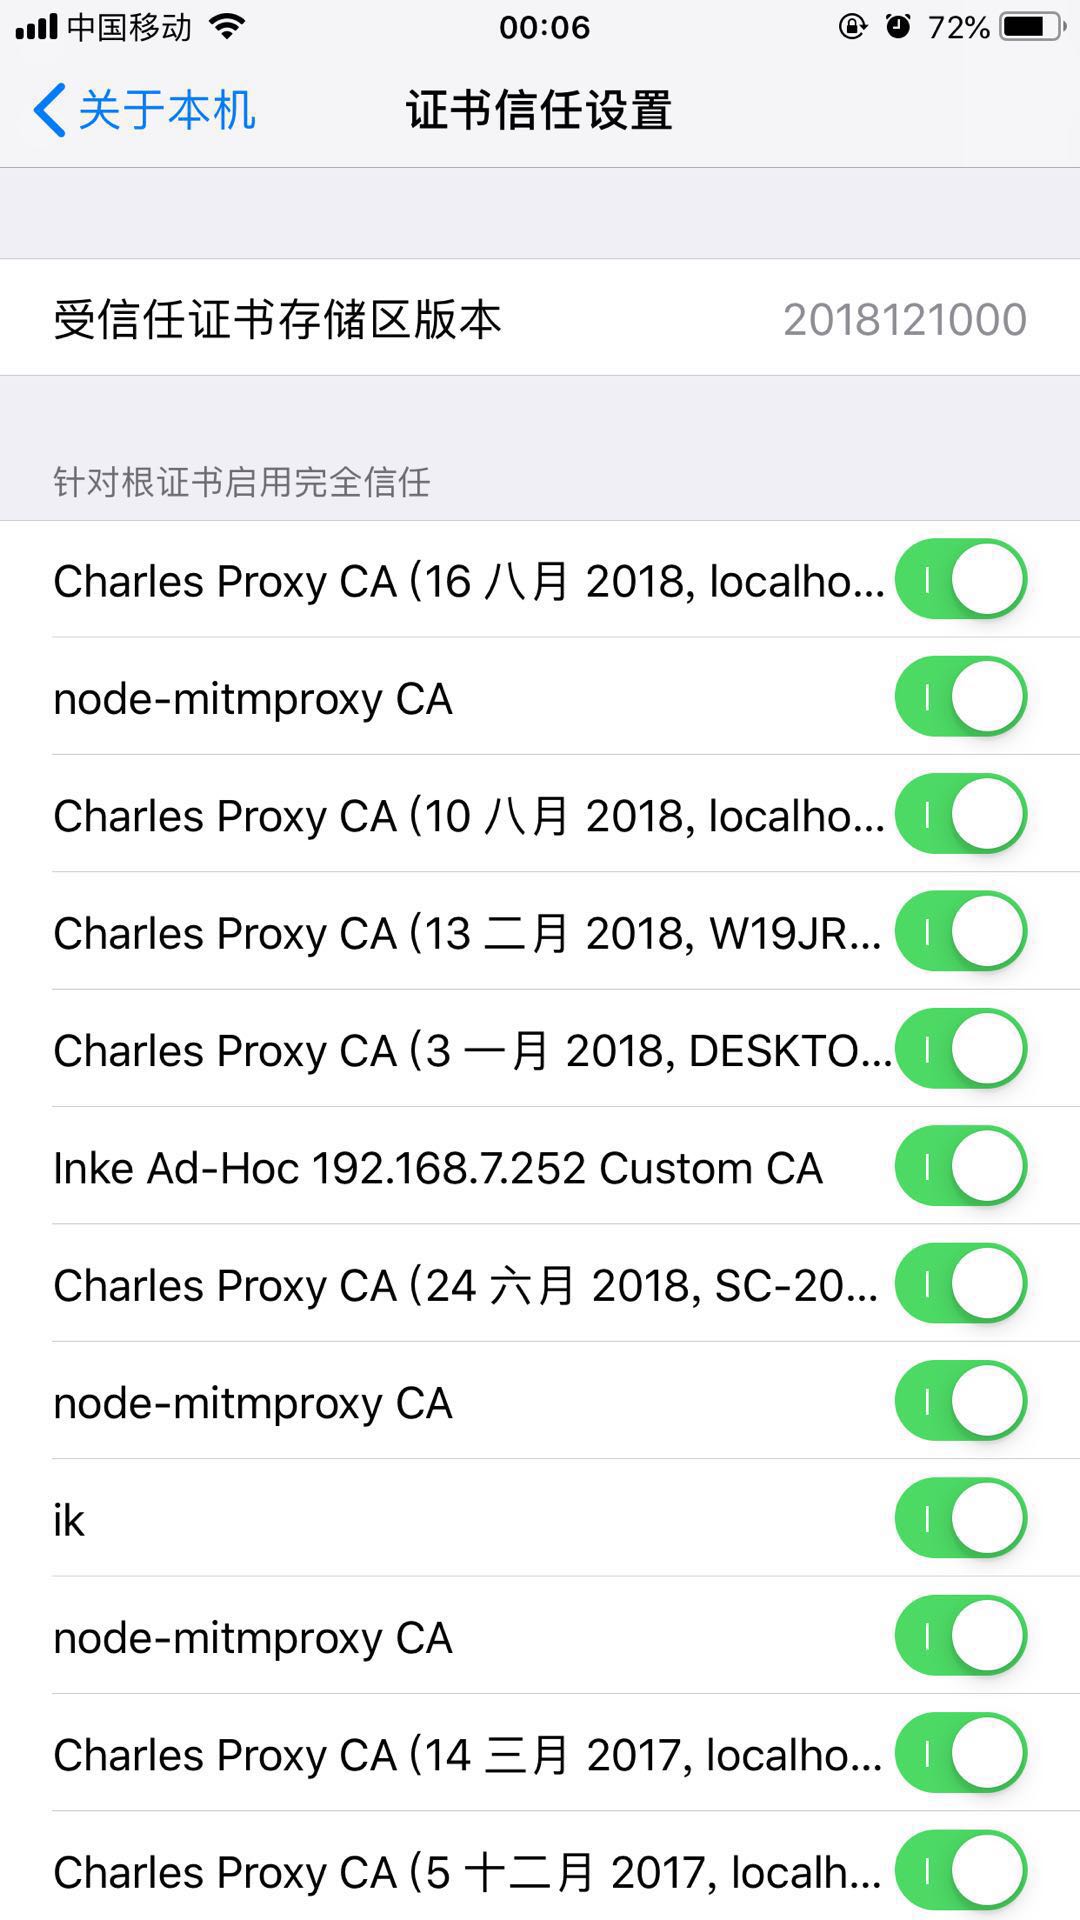 中国移动
00:06
72%
关于本机
证书信任设置
受信任证书存储区版本 2018121000
针对根证书启用完全信任
Charles Proxy CA (16 八月 2018, localho...
node-mitmproxy CA
Charles Proxy CA (10 八月 2018, localho...
Charles Proxy CA (13 二月 2018, W19JR...
Charles Proxy CA (3 一月 2018, DESKTO...
Inke Ad-Hoc 192.168.7.252 Custom CA
Charles Proxy CA (24 六月 2018, SC-20...
node-mitmproxy CA
ik
node-mitmproxy CA
Charles Proxy CA (14 三月 2017, localho...
Charles Proxy CA (5 十二月 2017, localh...